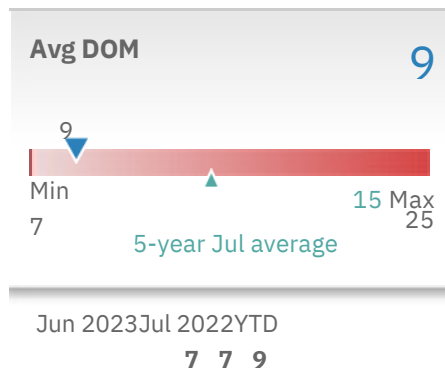 Avg DOM
9
9
Min
15 Max
7
25
5-year Jul average
Jun 2023Jul 2022YTD
7 7 9